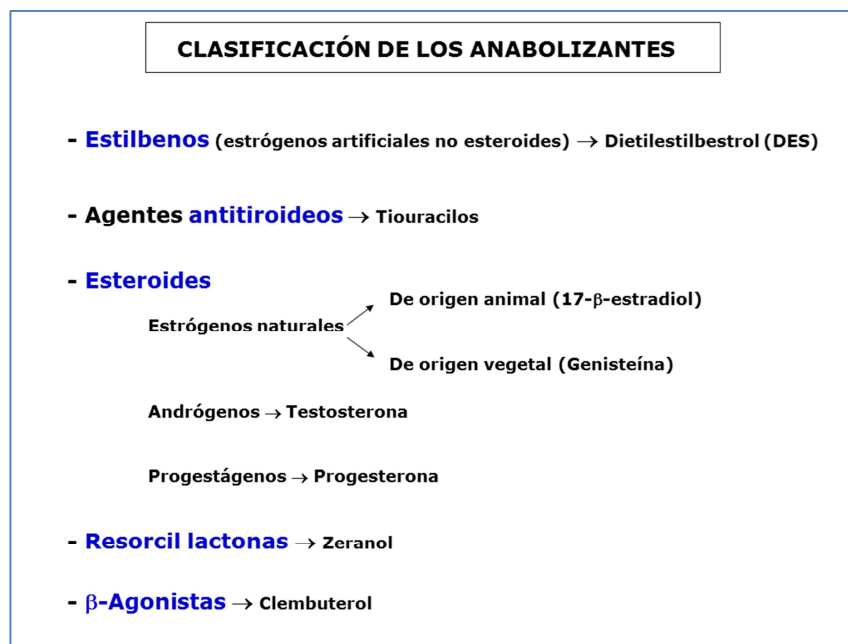 CLASIFICACIÓN DE LOS ANABOLIZANTES
- Estilbenos (estrógenos artificiales no esteroides) → Dietilestilbestrol (DES)
- Agentes antitiroideos → Tiouracilos
- Esteroides
De origen animal (17-β-estradiol)
Estrógenos naturales
De origen vegetal (Genisteína)
Andrógenos → Testosterona
Progestágenos → Progesterona
- Resorcil lactonas → Zeranol
- β-Agonistas → Clembuterol